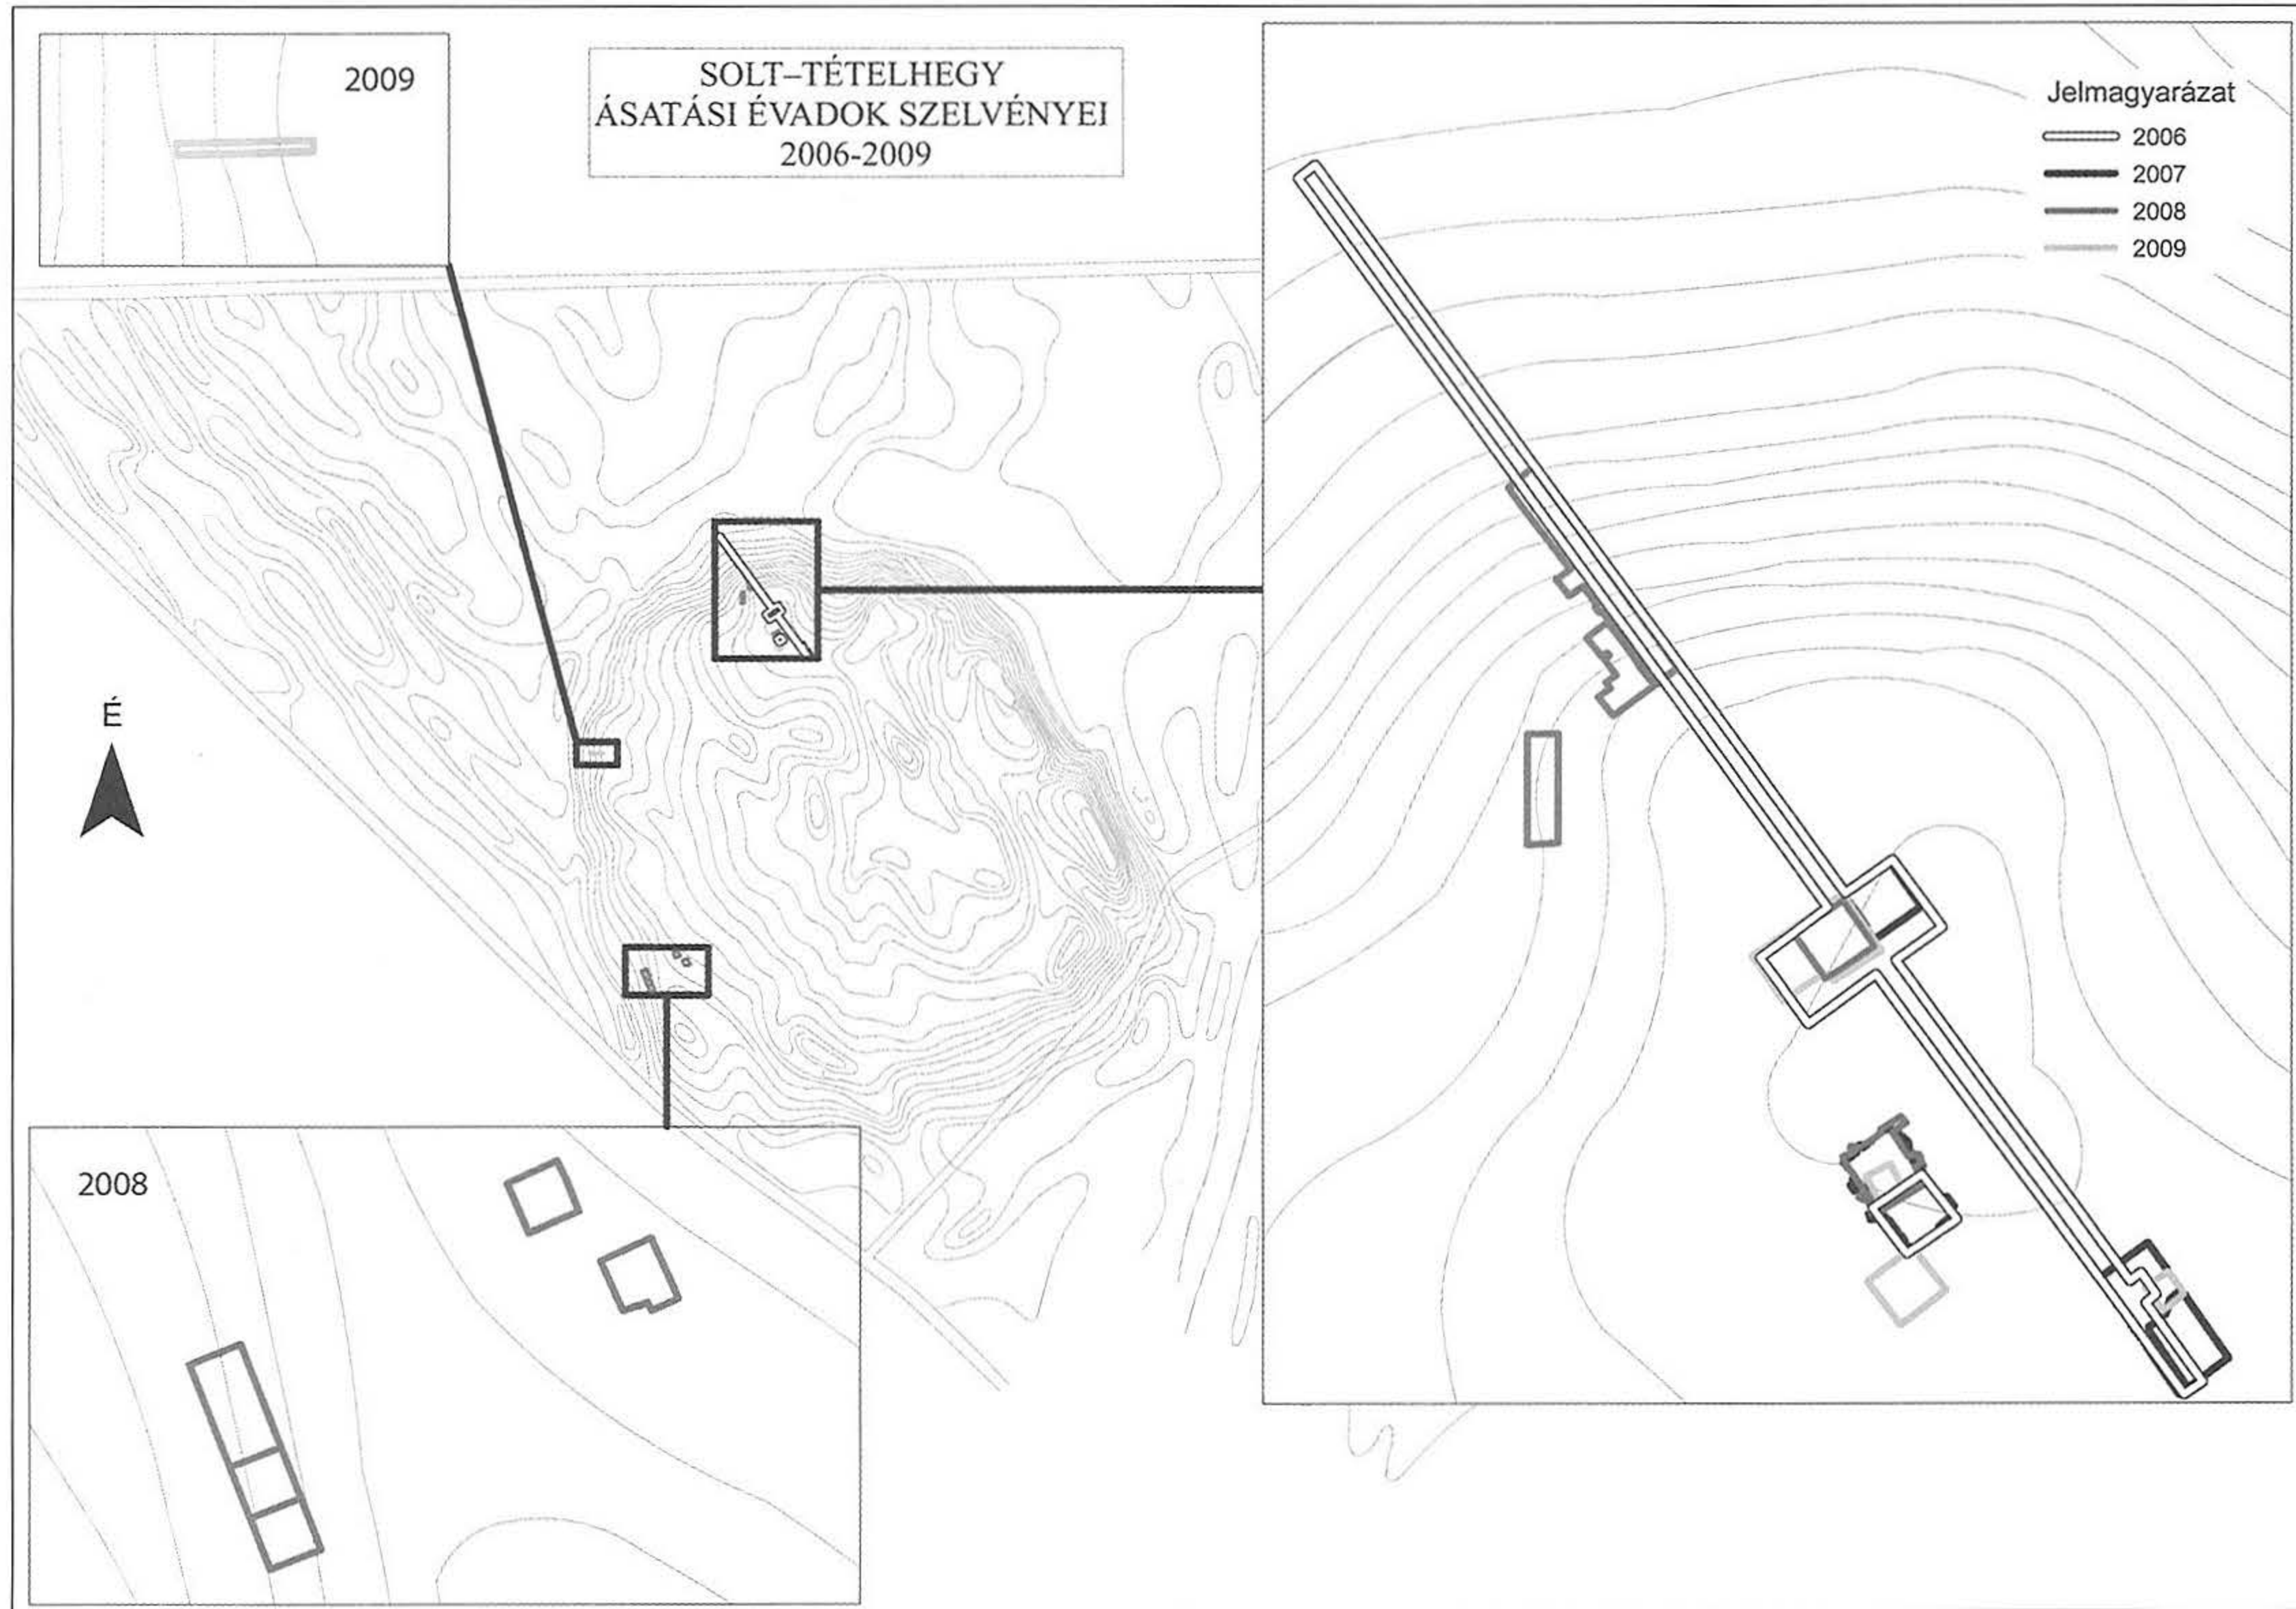 2009
SOLT–TÉTELHEGY
ÁSATÁSI ÉVADOK SZELVÉNYEI
2006-2009
Jelmagyarázat
2006
2007
2008
2009
É
2008